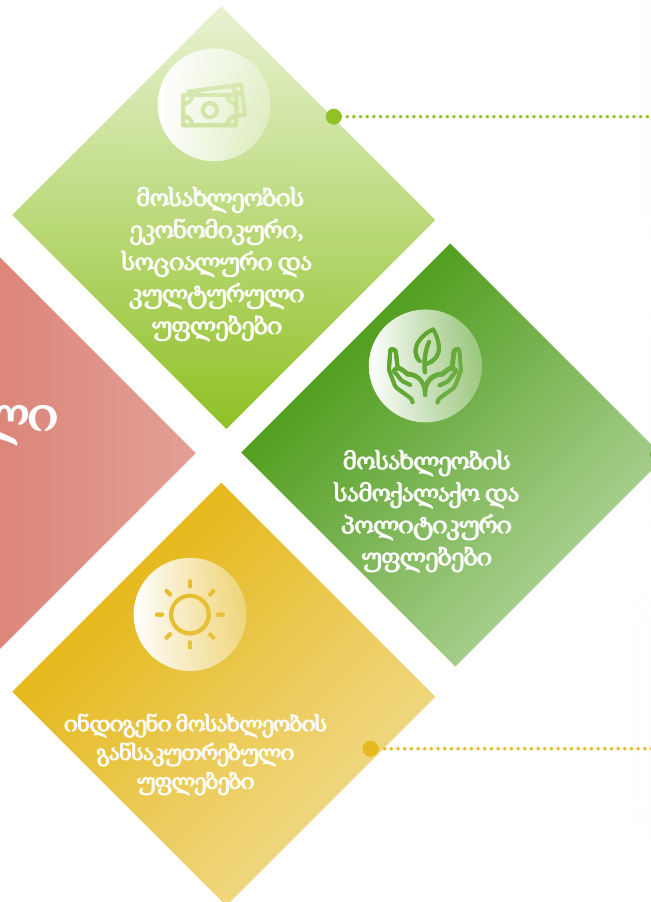 მოსახლეობის
ეკონომიკური,
სოციალური და
კულტურული
უფლებები
მოსახლეობის
სამოქალაქო და
პოლიტიკური
უფლებები
ინდიგენი მოსახლეობის
განსაკუთრებული
უფლებები